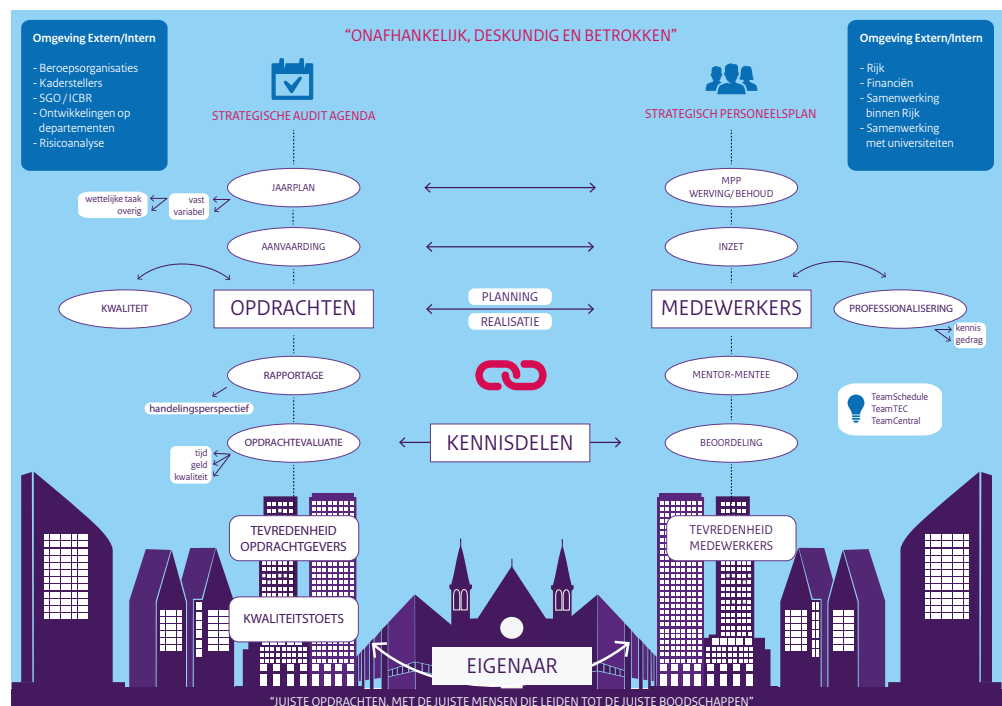 "ONAFHANKELIJK, DESKUNDIG EN BETROKKEN"
Omgeving Extern/Intern
- Beroepsorganisaties
- Kaderstellers
- SGO / ICBR
- Ontwikkelingen op
departementen
- Risicoanalyse
Omgeving Extern/Intern
- Rijk
- Financiën
- Samenwerking
binnen Rijk
- Samenwerking
met universiteiten
STRATEGISCHE AUDIT AGENDA
STRATEGISCH PERSONEELSPLAN
JAARPLAN
MPP
WERVING/ BEHOUD
wettelijke taak
overig
vast
variabel
AANVAARDING
INZET
KWALITEIT
OPDRACHTEN
PLANNING
REALISATIE
MEDEWERKERS
PROFESSIONALISERING
kennis
gedrag
RAPPORTAGE
MENTOR-MENTEE
handelingsperspectief
TeamSchedule
TeamTEC
TeamCentral
OPDRACHTEVALUATIE
KENNISDELEN
BEOORDELING
tijd
geld
kwaliteit
TEVREDENHEID
OPDRACHTGEVERS
TEVREDENHEID
MEDEWERKERS
KWALITEITSTOETS
EIGENAAR
"JUISTE OPDRACHTEN, MET DE JUISTE MENSEN DIE LEIDEN TOT DE JUISTE BOODSCHAPPEN"